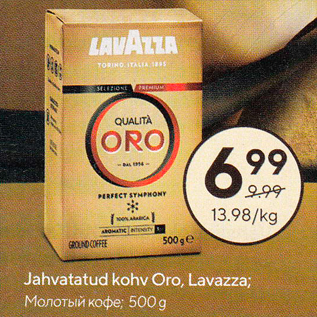 LAVAZZA
TORINO, ITALIA 1895
SELEZIONE PREMIUM
QUALITÀ
ORO
DAL 1956
PERFECT SYMPHONY
100% ARABICA
AROMATIC INTENSITY
GROUND COFFEE 500 g e
6 99
9.99
13.98/kg
Jahvatatud kohv Oro, Lavazza;
Молотый кофе; 500 g